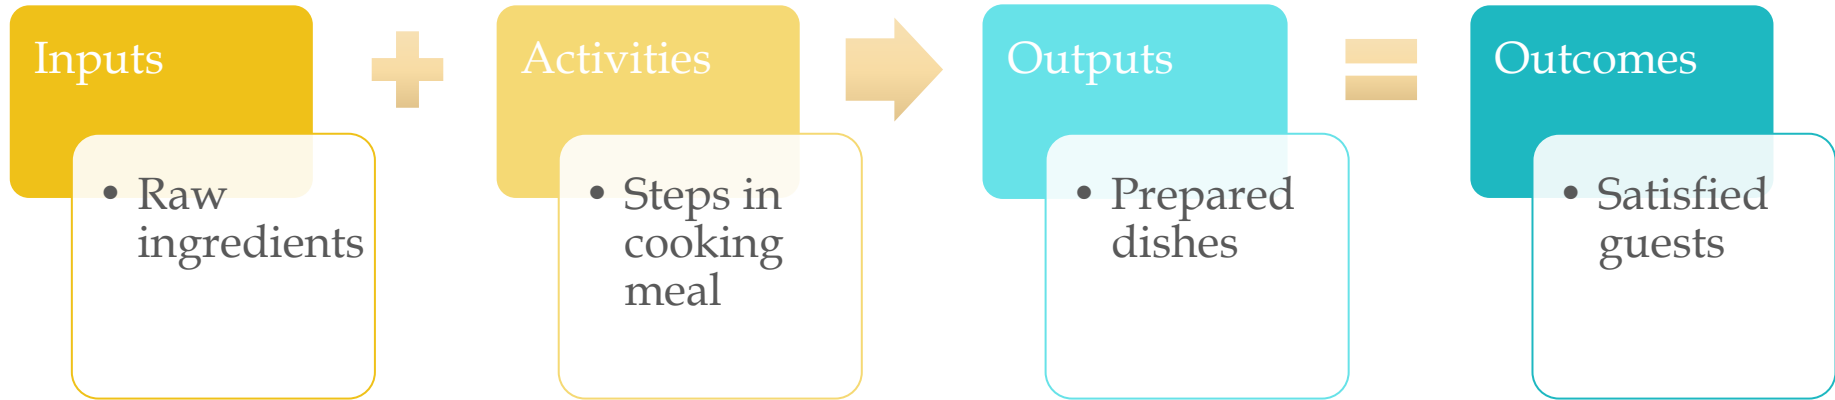 Inputs
• Raw
ingredients
Activities
• Steps in
cooking
meal
Outputs
• Prepared
dishes
Outcomes
• Satisfied
guests